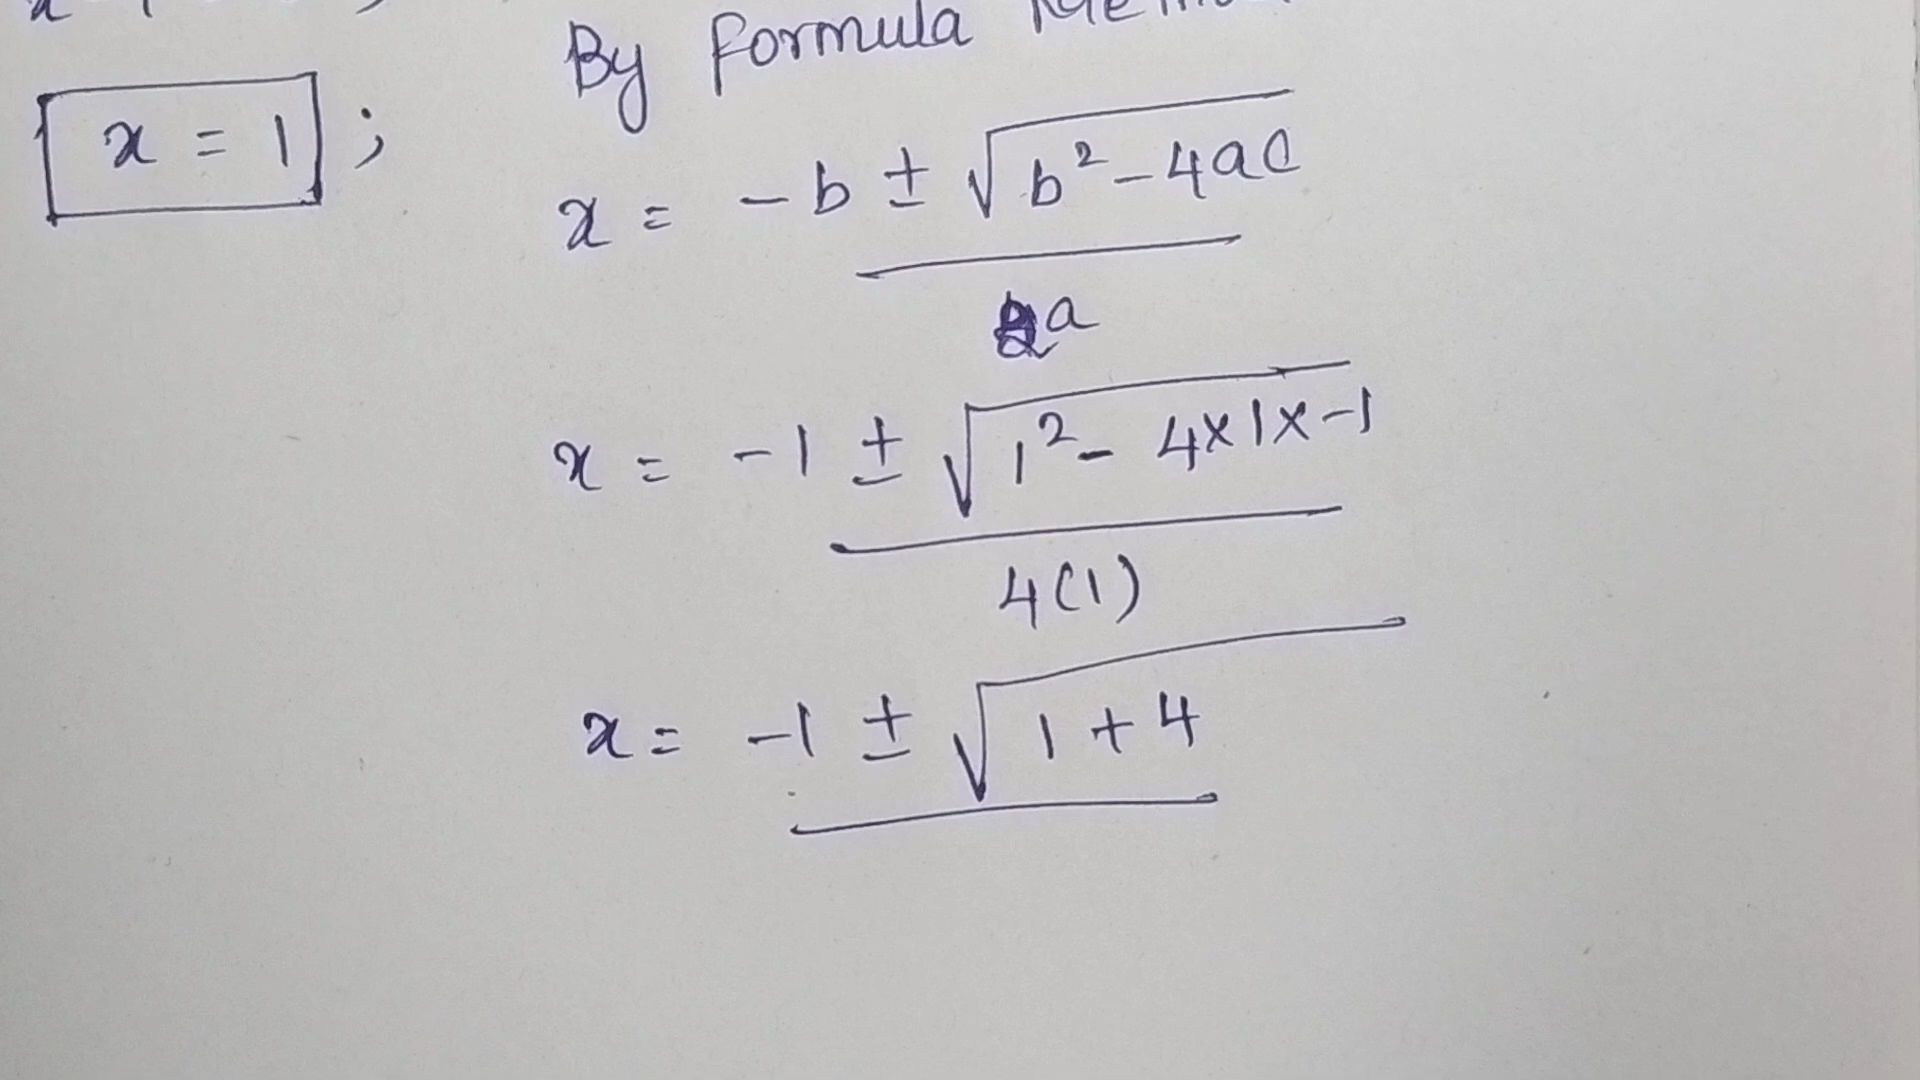 x = 1 ;
By Formula
x = -b ± √b²-4ac
2a
x = -1 ± √1²- 4×1×-1
4(1)
x = -1 ± √1+4